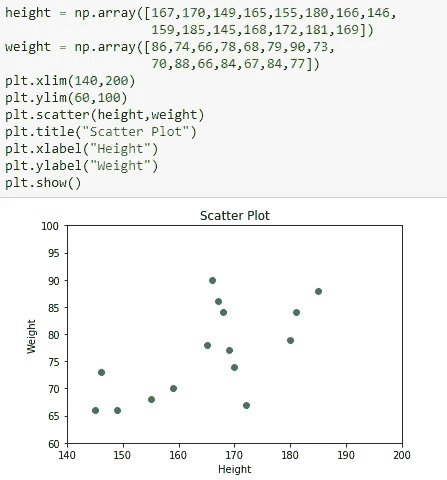 height = np.array([167,170,149,165,155,180,166,146,
159,185,145,168,172,181,169])
weight = np.array([86,74,66,78,68,79,90,73,
70,88,66,84,67,84,77])
plt.xlim(140,200)
plt.ylim(60,100)
plt.scatter(height,weight)
plt.title("Scatter Plot")
plt.xlabel("Height")
plt.ylabel("Weight")
plt.show()
Scatter Plot
100
95
90
85
80
75
70
65
60
Weight
140 150 160 170 180 190 200
Height